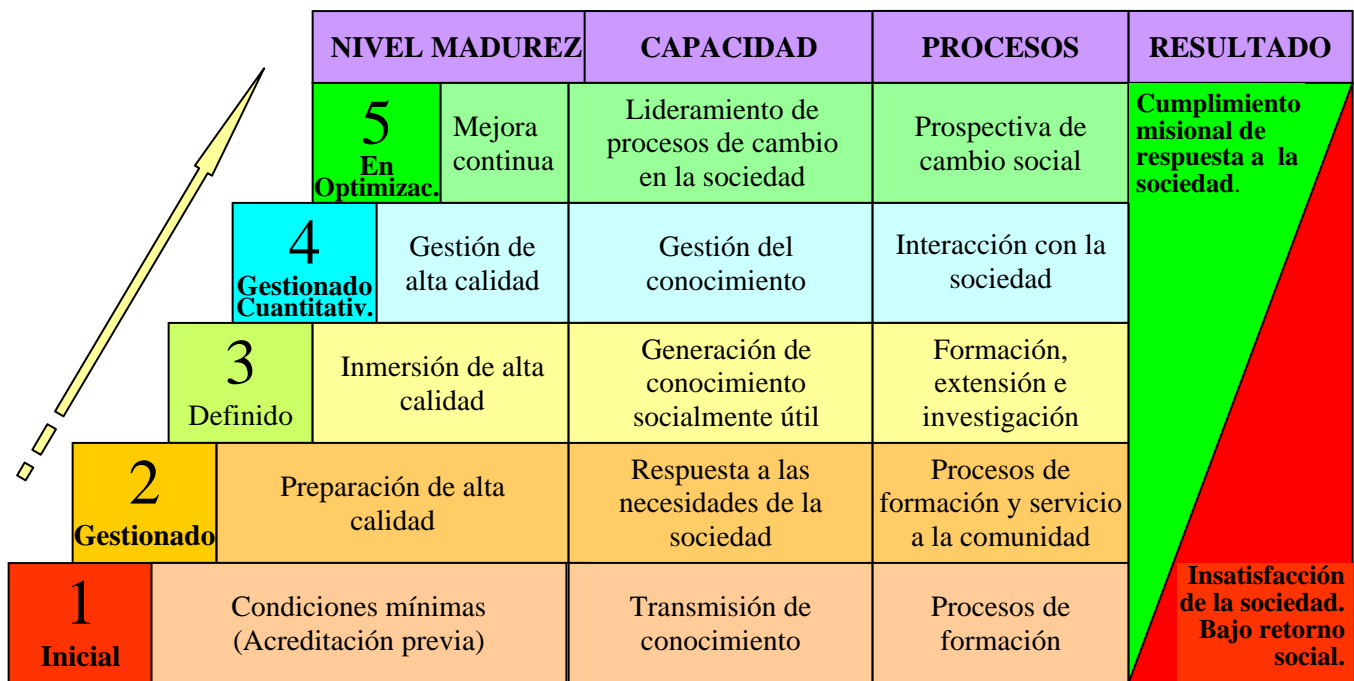 NIVEL MADUREZ CAPACIDAD PROCESOS RESULTADO
5
En
Optimizac.
Mejora
continua
Lideramiento de
procesos de cambio
en la sociedad
Prospectiva de
cambio social
Cumplimiento
misional de
respuesta a la
sociedad.
4
Gestionado
Cuantitativ.
Gestión de
alta calidad
Gestión del
conocimiento
Interacción con la
sociedad
3
Definido
Inmersión de alta
calidad
Generación de
conocimiento
socialmente útil
Formación,
extensión e
investigación
2
Gestionado
Preparación de alta
calidad
Respuesta a las
necesidades de la
sociedad
Procesos de
formación y servicio
a la comunidad
1
Inicial
Condiciones mínimas
(Acreditación previa)
Transmisión de
conocimiento
Procesos de
formación
Insatisfacción
de la sociedad.
Bajo retorno
social.